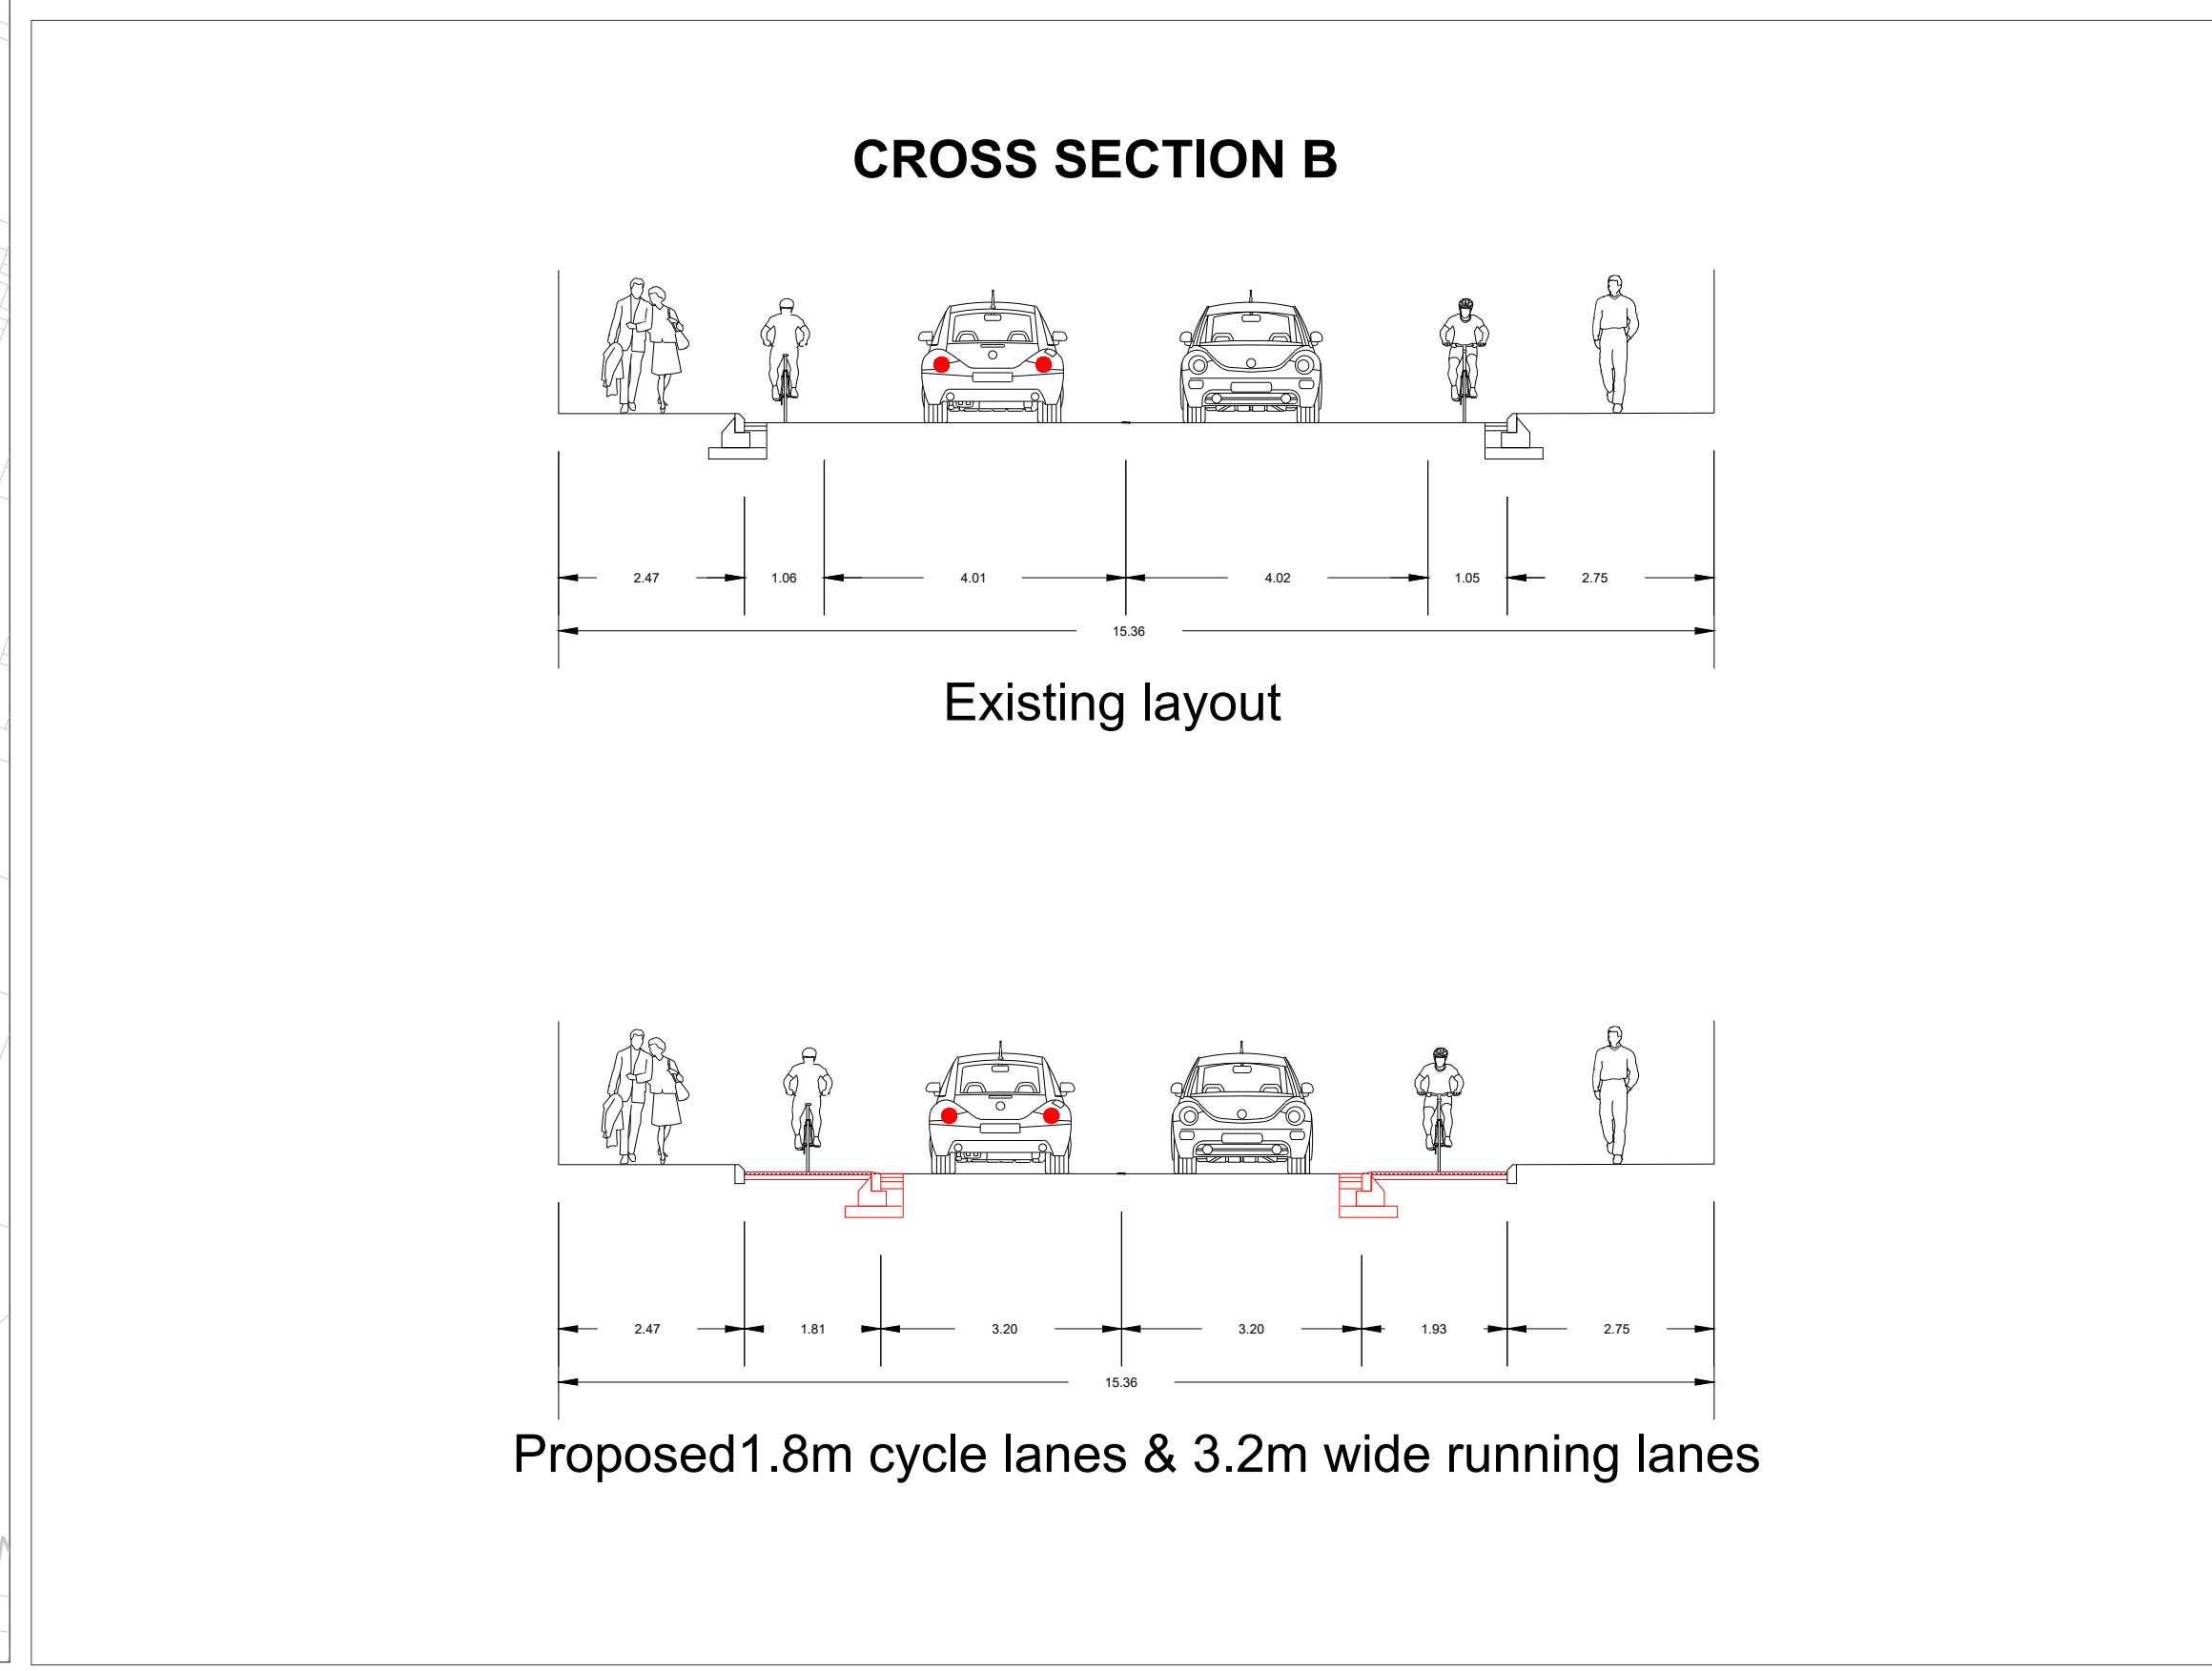 CROSS SECTION B
2.47 1.06 4.01 4.02 1.05 2.75
15.36
Existing layout
2.47 1.81 3.20 3.20 1.93 2.75
15.36
Proposed1.8m cycle lanes & 3.2m wide running lanes